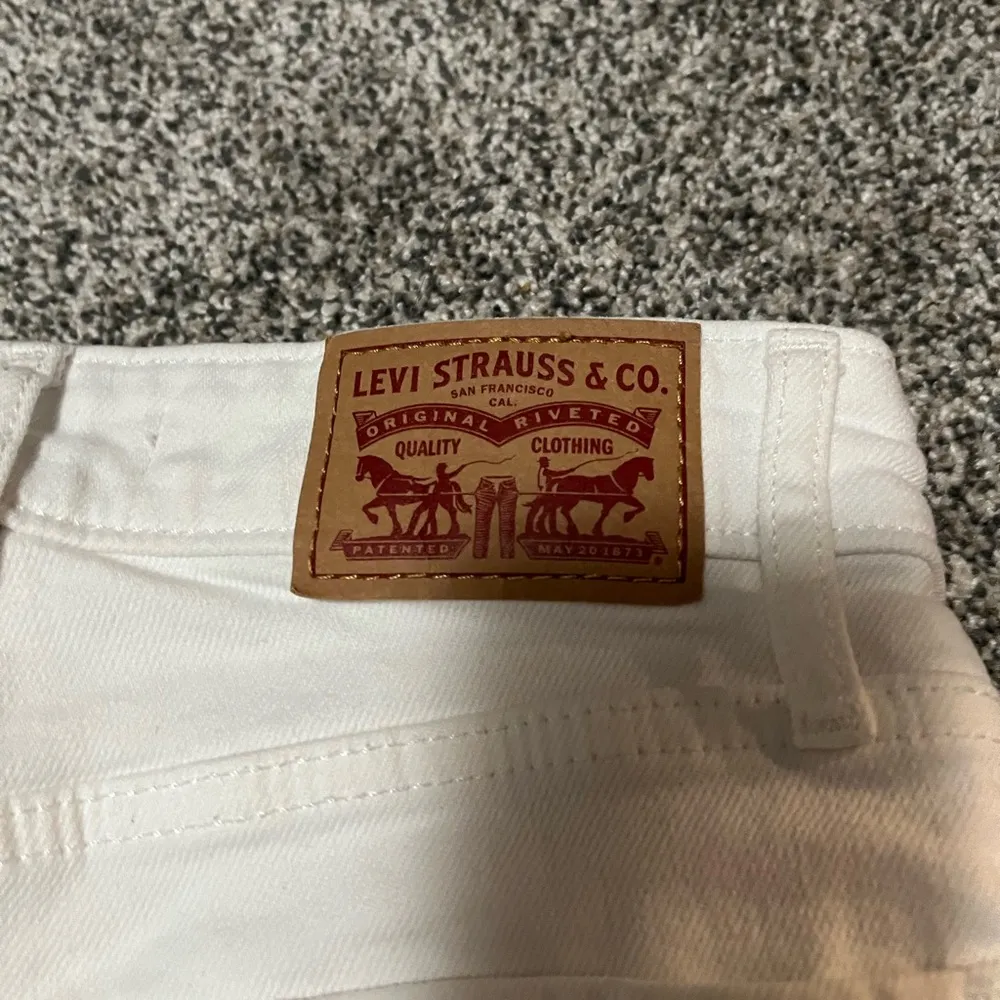 LEVI STRAUSS & CO.
SAN FRANCISCO
CAL.
ORIGINAL RIVETED
QUALITY CLOTHING
PATENTED MAY 20 1873
®